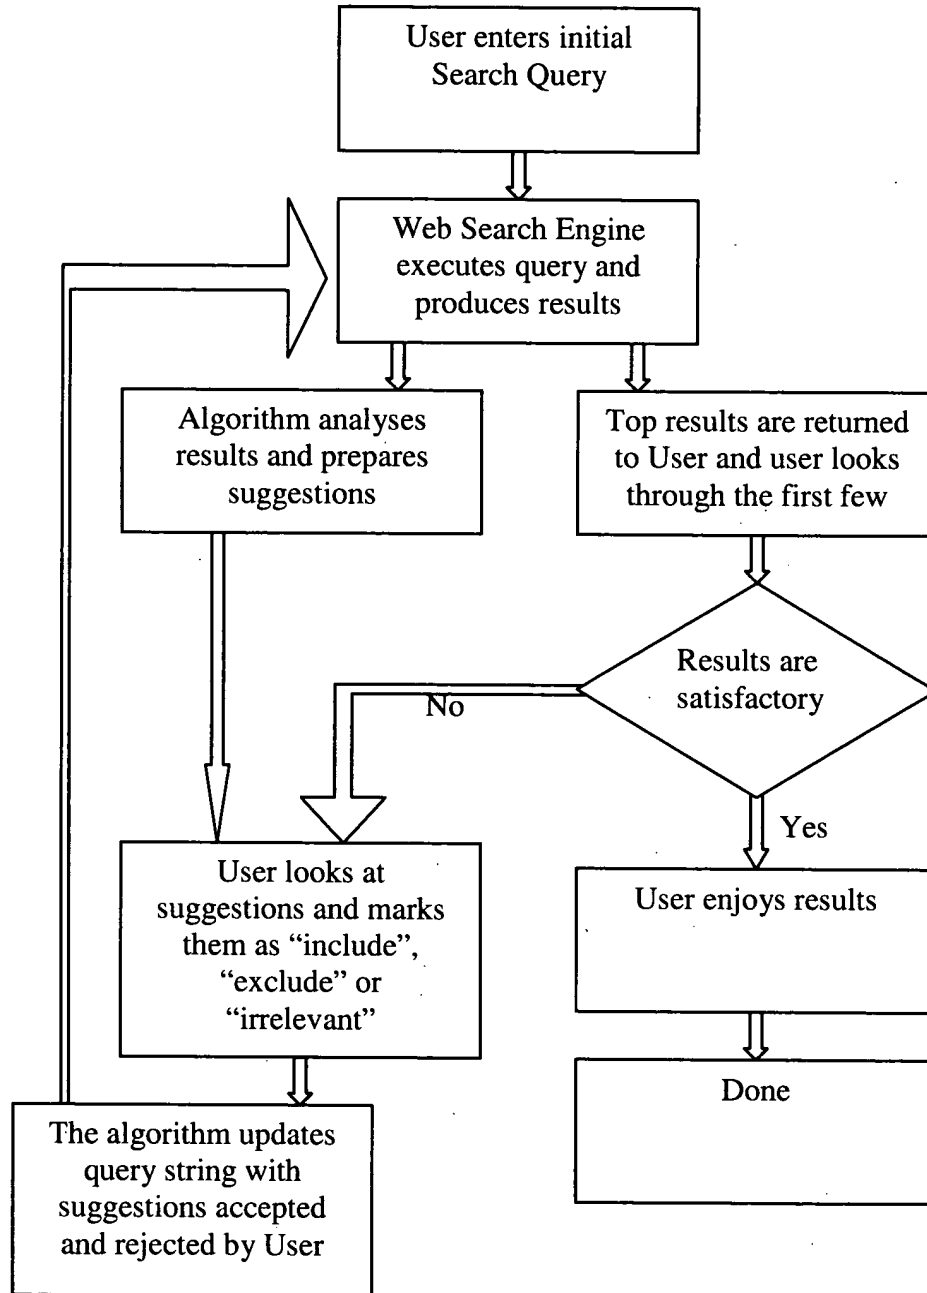 User enters initial
Search Query
Web Search Engine
executes query and
produces results
Algorithm analyses
results and prepares
suggestions
Top results are returned
to User and user looks
through the first few
Results are
satisfactory
No
Yes
User looks at
suggestions and marks
them as “include”,
“exclude” or
“irrelevant”
User enjoys results
Done
The algorithm updates
query string with
suggestions accepted
and rejected by User